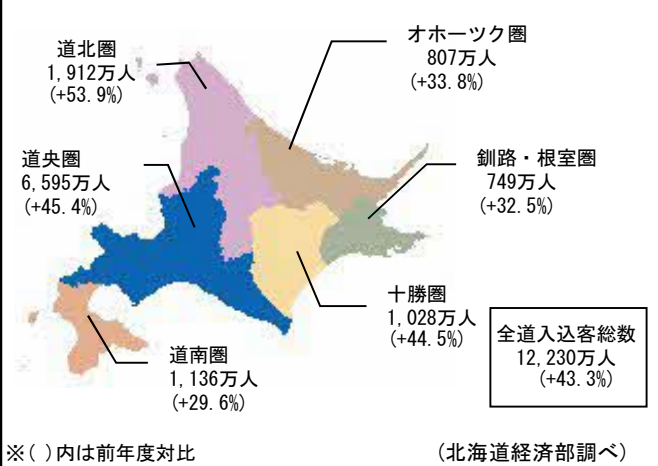 道北圏
1,912万人
(+53.9%)
オホーツク圏
807万人
(+33.8%)
道央圏
6,595万人
(+45.4%)
釧路・根室圏
749万人
(+32.5%)
十勝圏
1,028万人
(+44.5%)
道南圏
1,136万人
(+29.6%)
全道入込客総数
12,230万人
(+43.3%)
※( )内は前年度対比
(北海道経済部調べ)